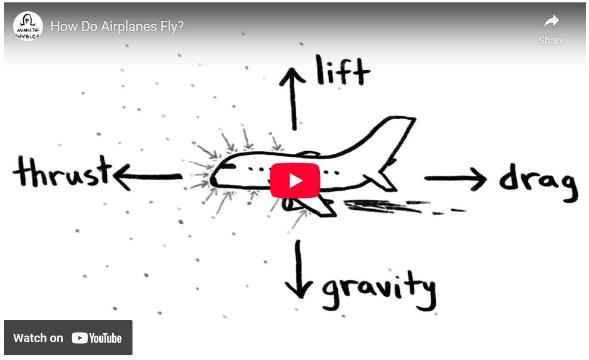 How Do Airplanes Fly?
Share
lift
thrust
drag
gravity
Watch on YouTube